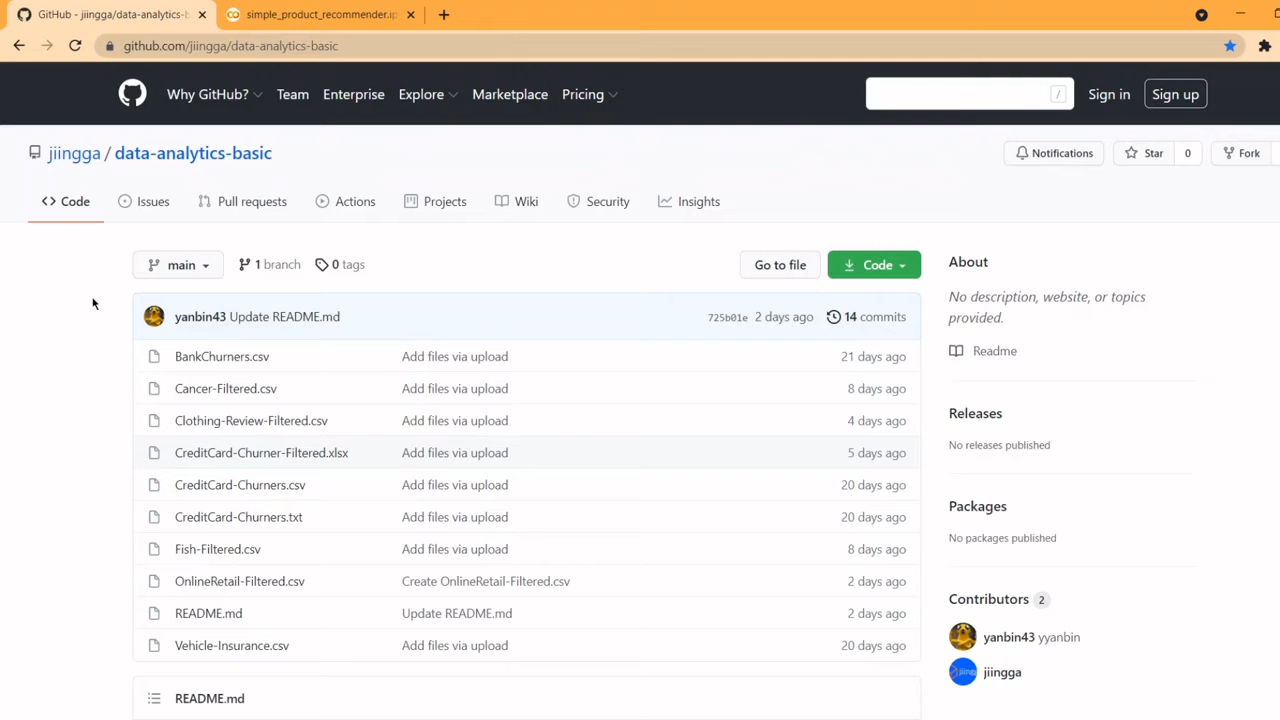 GitHub - jiingga/data-analytics-b
simple_product_recommender.ip
github.com/jiingga/data-analytics-basic
Why GitHub? Team Enterprise Explore Marketplace Pricing / Sign in Sign up
jiingga / data-analytics-basic Notifications Star 0 Fork
<> Code Issues Pull requests Actions Projects Wiki Security Insights
main 1 branch 0 tags Go to file Code
About
No description, website, or topics
provided.
Readme
yanbin43 Update README.md 725b01e 2 days ago 14 commits
BankChurners.csv Add files via upload 21 days ago
Cancer-Filtered.csv Add files via upload 8 days ago
Clothing-Review-Filtered.csv Add files via upload 4 days ago
CreditCard-Churner-Filtered.xlsx Add files via upload 5 days ago
CreditCard-Churners.csv Add files via upload 20 days ago
CreditCard-Churners.txt Add files via upload 20 days ago
Fish-Filtered.csv Add files via upload 8 days ago
OnlineRetail-Filtered.csv Create OnlineRetail-Filtered.csv 2 days ago
README.md Update README.md 2 days ago
Vehicle-Insurance.csv Add files via upload 20 days ago
Releases
No releases published
Packages
No packages published
Contributors 2
yanbin43 yyanbin
jiingga
README.md